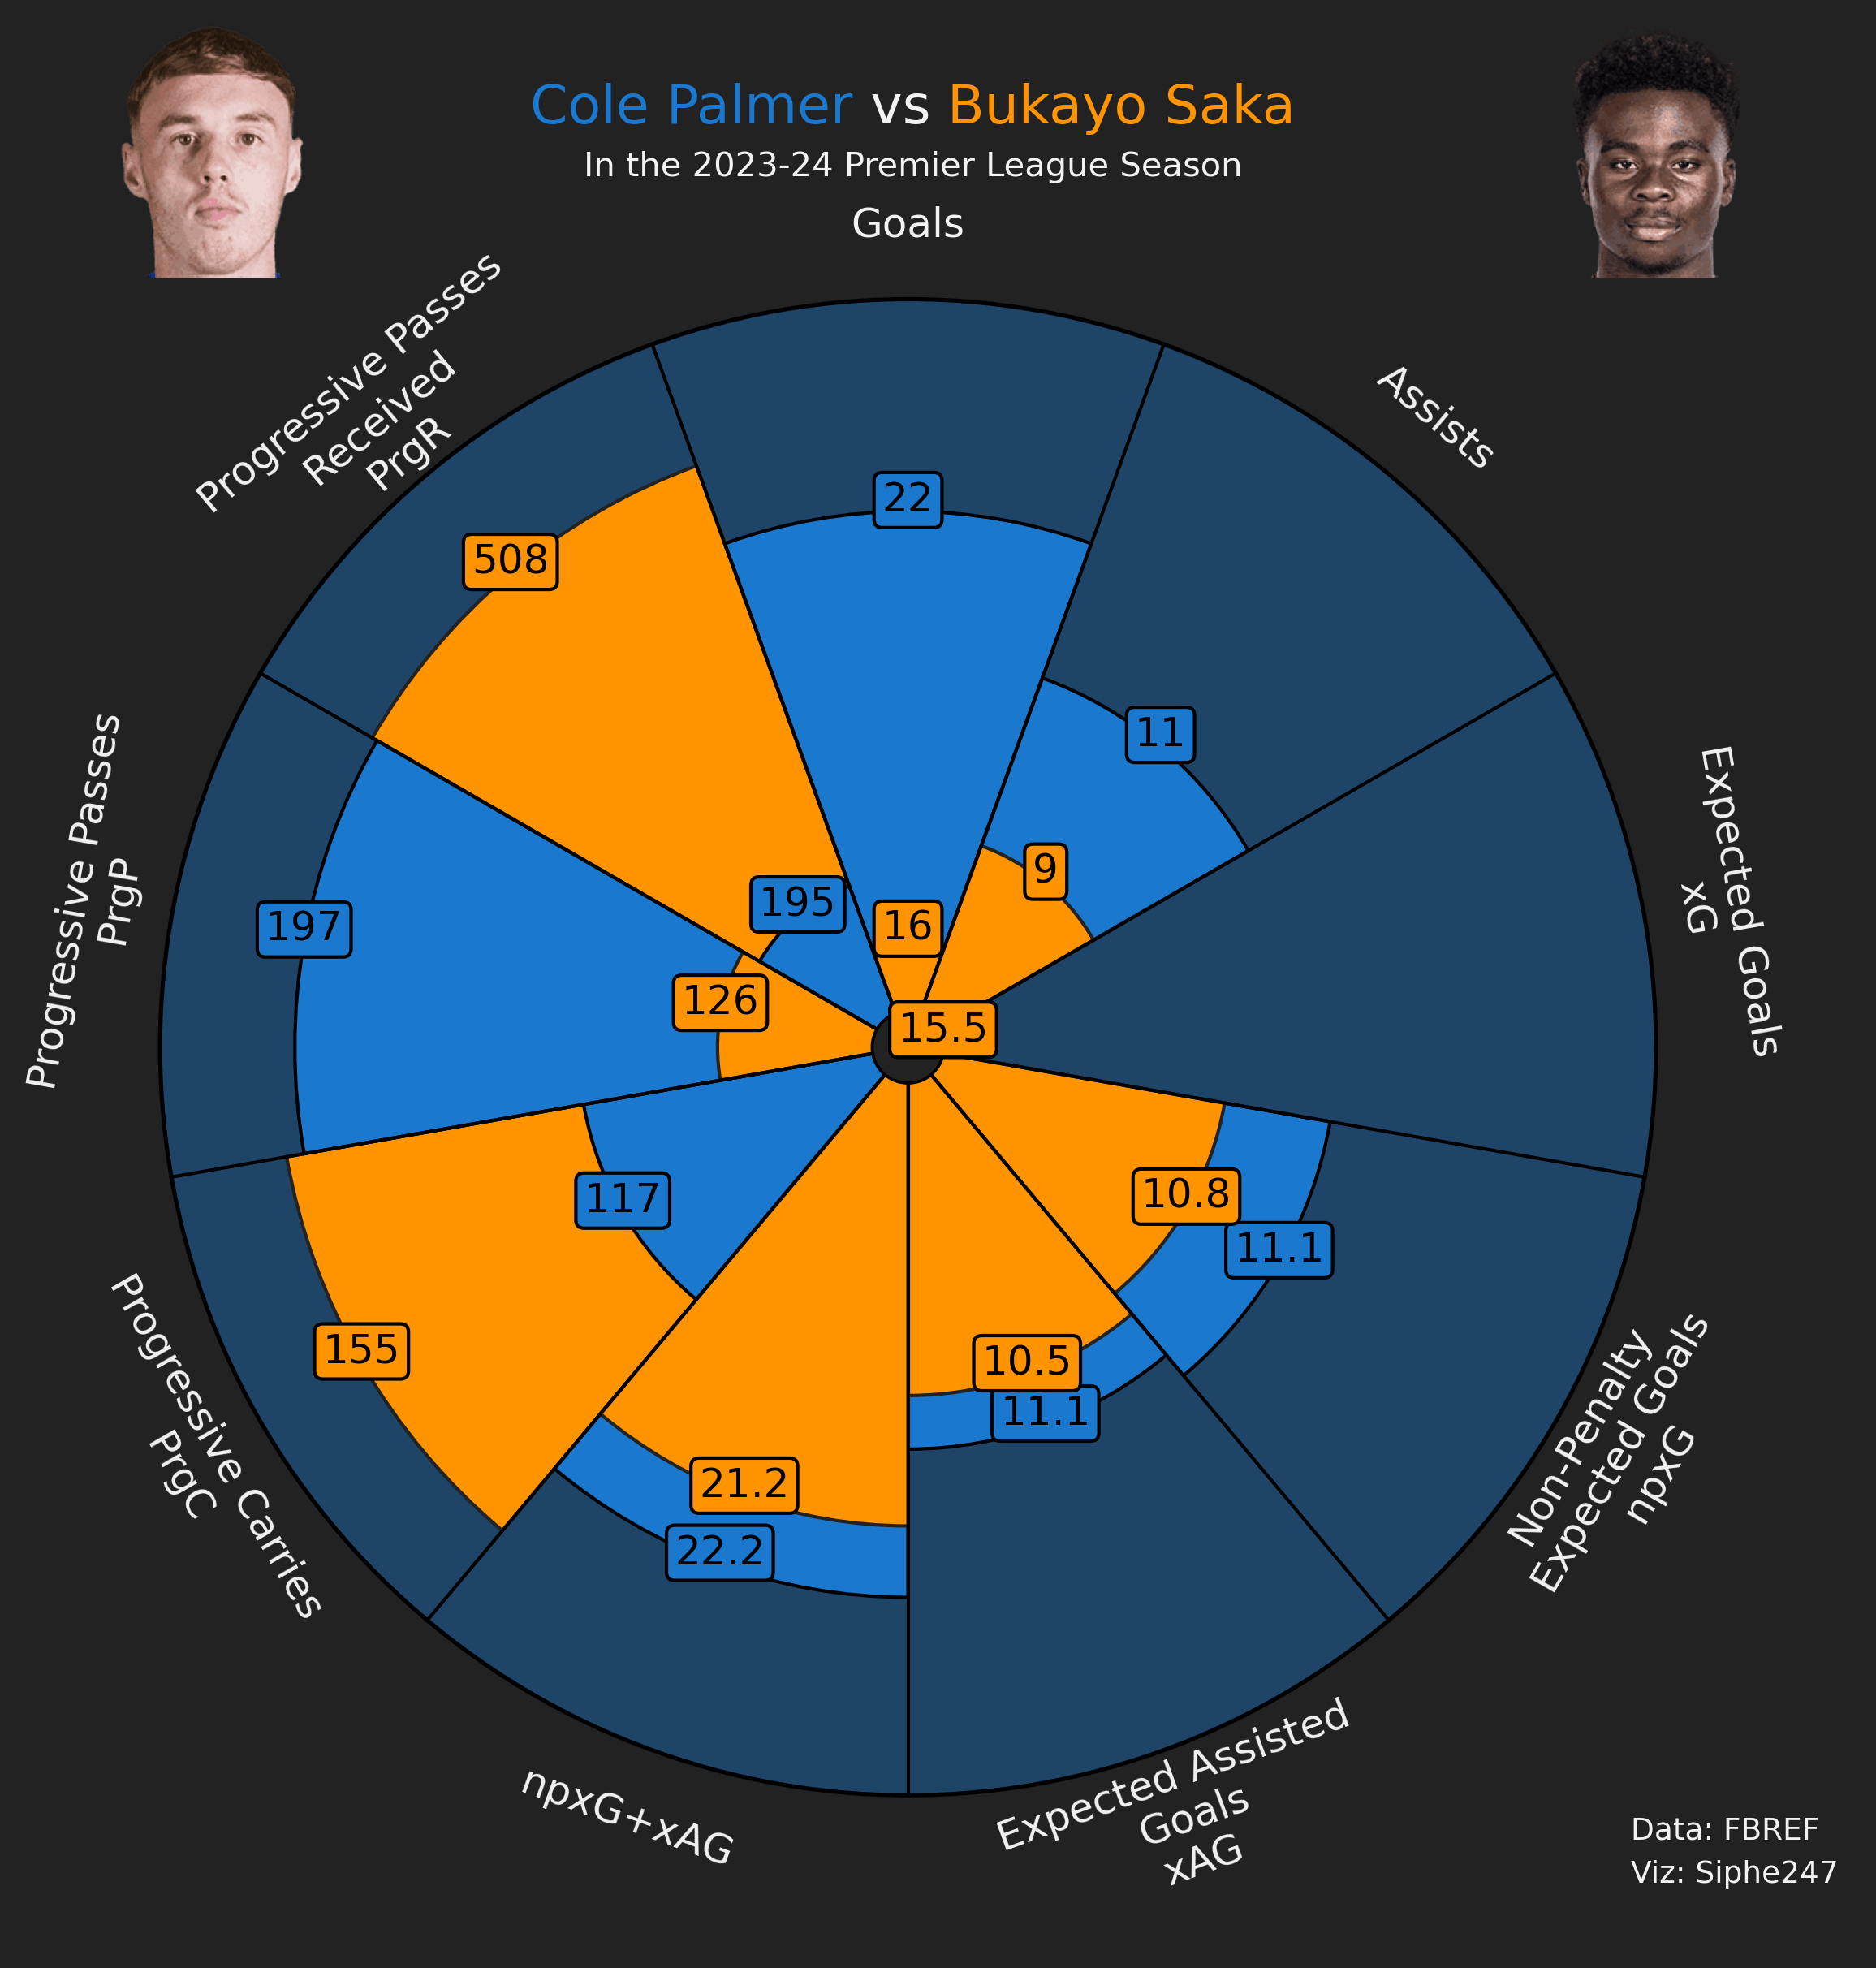 Cole Palmer vs Bukayo Saka
In the 2023-24 Premier League Season
Goals
Assists
Expected Goals
xG
Non-Penalty
Expected Goals
npxG
Expected Assisted
Goals
xAG
npxG+xAG
Progressive Carries
PrgC
Progressive Passes
PrgP
Progressive Passes
Received
PrgR
22
16
11
9
15.5
10.8
11.1
10.5
11.1
21.2
22.2
117
155
126
197
195
508
Data: FBREF
Viz: Siphe247